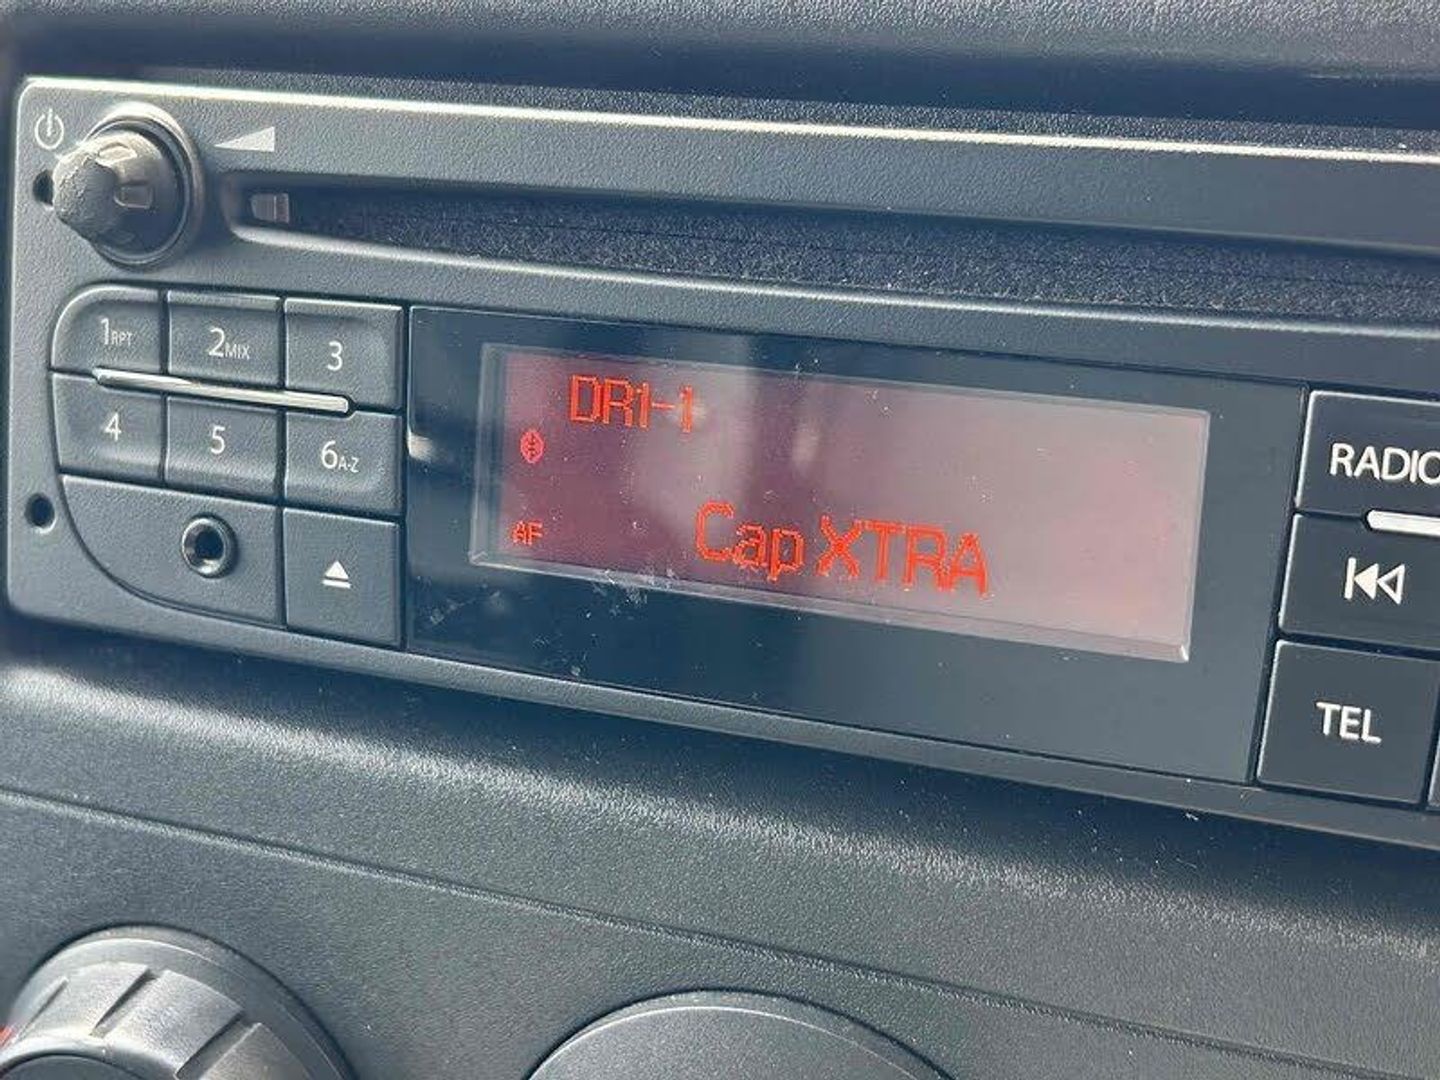 1RPT 2MIX 3
4 5 6A-Z
DR1-1
AF
Cap XTRA
RADIO
TEL